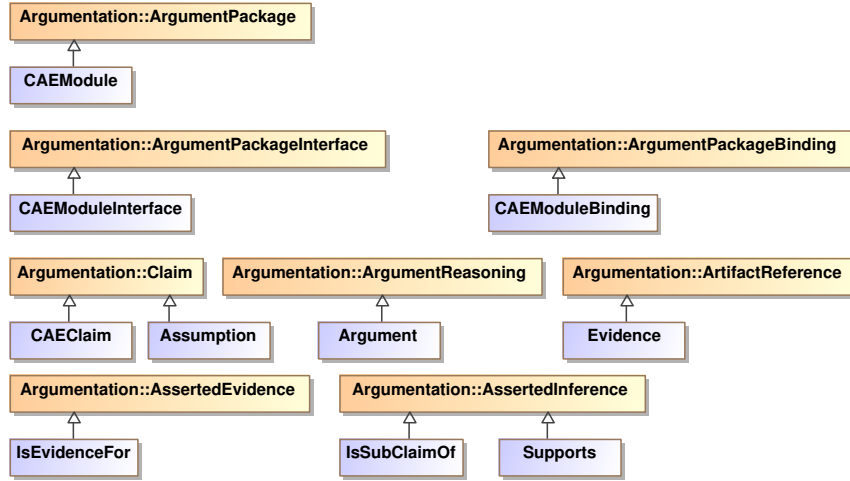 Argumentation::ArgumentPackage
CAEModule
Argumentation::ArgumentPackageInterface
Argumentation::ArgumentPackageBinding
CAEModuleInterface
CAEModuleBinding
Argumentation::Claim
Argumentation::ArgumentReasoning
Argumentation::ArtifactReference
CAEClaim
Assumption
Argument
Evidence
Argumentation::AssertedEvidence
Argumentation::AssertedInference
IsEvidenceFor
IsSubClaimOf
Supports